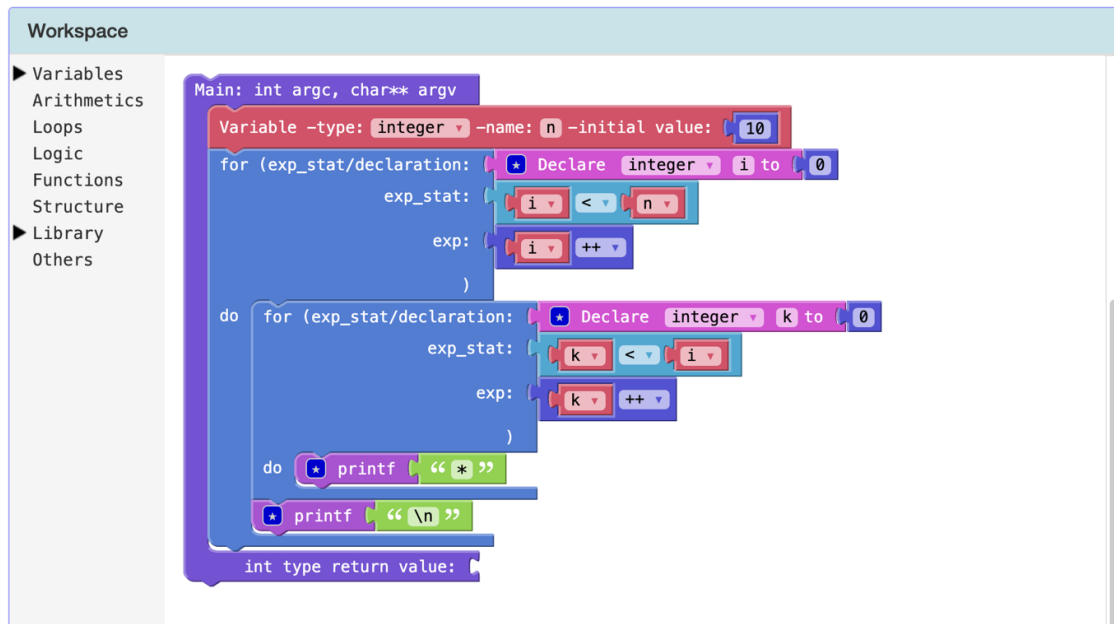 Workspace
Variables
Arithmetics
Loops
Logic
Functions
Structure
Library
Others
Main: int argc, char** argv
Variable -type: integer -name: n -initial value: 10
for (exp_stat/declaration: Declare integer i to 0
exp_stat: i < n
exp: i ++
)
do for (exp_stat/declaration: Declare integer k to 0
exp_stat: k < i
exp: k ++
)
do printf “ * ”
printf “ \n ”
int type return value: